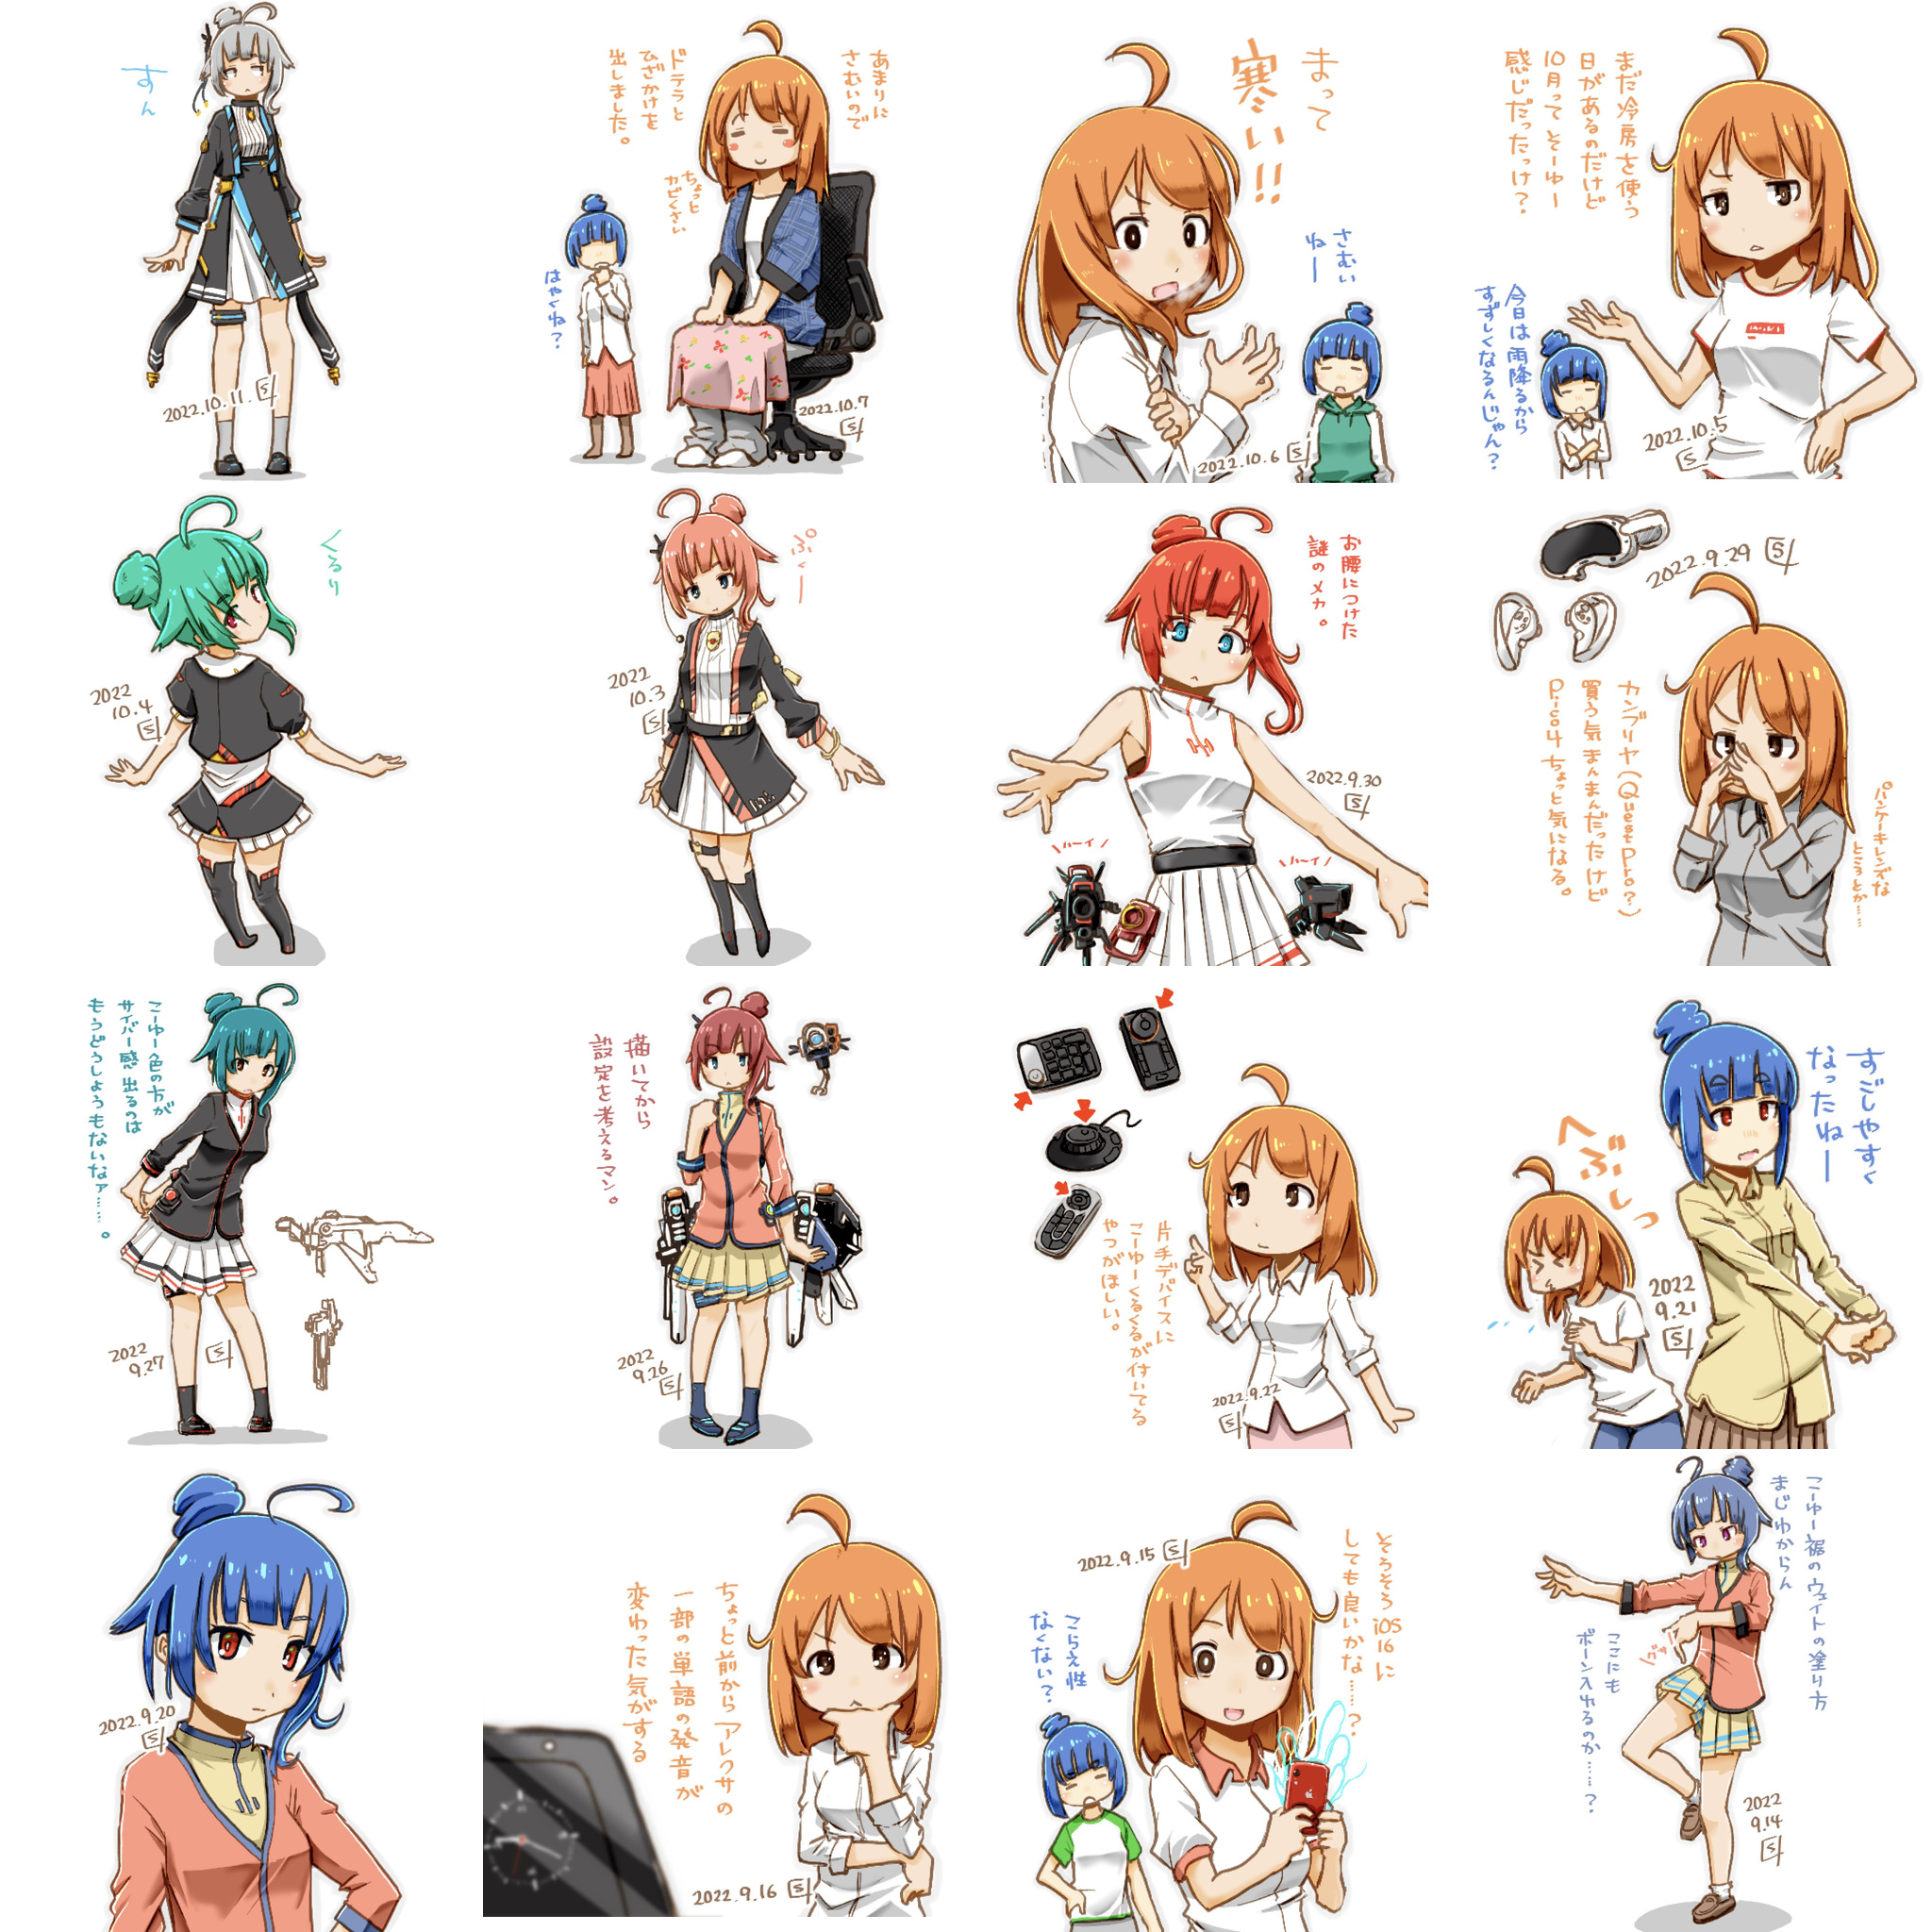 すん
2022.10.11.
あまりに
さむいので
ドテラと
ひざかけを
出しました。
ちょっと
カビくさい
はやくね?
2022.10.7
まって
寒い!!
さむい
ねー
2022.10.6
まだ冷房を使う
日があるのだけど
10月ってそーゆー
感じだったっけ?
今日は雨降るから
すずしくなるんじゃん?
2022.10.5
くるり
2022
10.4
ぷくー
2022
10.3
お腰につけた
謎のメカ。
2022.9.30
\ハーイ/
\ハーイ/
2022.9.29
カンブリヤ(QuestPro?)
買う気まんまんだったけど
Pico4ちょっと気になる。
パンケーキレンズな
ところとか……
こーゆー色の方が
サイバー感出るのは
もうどうしようもないなァ……。
2022
9.27
描いてから
設定を考えるマン。
2022
9.26
片手デバイスに
こーゆーくるくるが付いてる
やつがほしい。
2022.9.22
すごしやすく
なったねー
へぶしっ
2022
9.21
2022.9.20
ちょっと前からアレクサの
一部の単語の発音が
変わった気がする
2022.9.16
2022.9.15
そろそろiOS16に
しても良いかな……?
こらえ性
なくない?
こーゆー裾のウェイトの塗り方
まじわからん
グッ
ここにも
ボーン入れるのか……?
2022
9.14